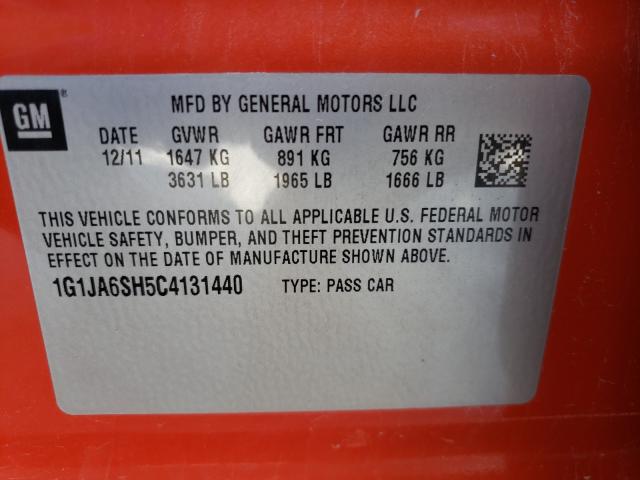 GM®
MFD BY GENERAL MOTORS LLC
DATE GVWR GAWR FRT GAWR RR
12/11 1647 KG 891 KG 756 KG
3631 LB 1965 LB 1666 LB
THIS VEHICLE CONFORMS TO ALL APPLICABLE U.S. FEDERAL MOTOR
VEHICLE SAFETY, BUMPER, AND THEFT PREVENTION STANDARDS IN
EFFECT ON THE DATE OF MANUFACTURE SHOWN ABOVE.
1G1JA6SH5C4131440 TYPE: PASS CAR